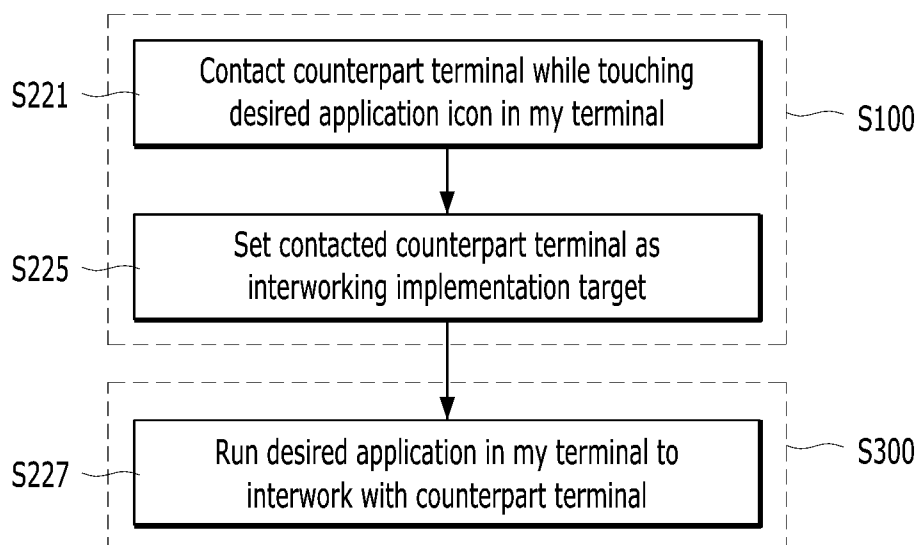 S221
Contact counterpart terminal while touching
desired application icon in my terminal
S100
S225
Set contacted counterpart terminal as
interworking implementation target
S227
Run desired application in my terminal to
interwork with counterpart terminal
S300